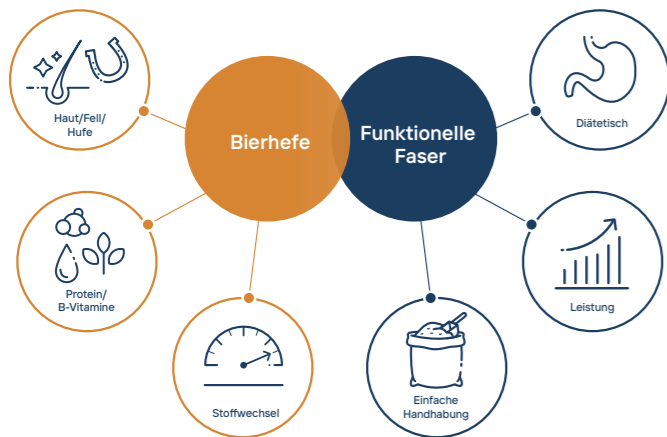 Bierhefe
Funktionelle
Faser
Haut/Fell/
Hufe
Diätetisch
Protein/
B-Vitamine
Leistung
Stoffwechsel
Einfache
Handhabung